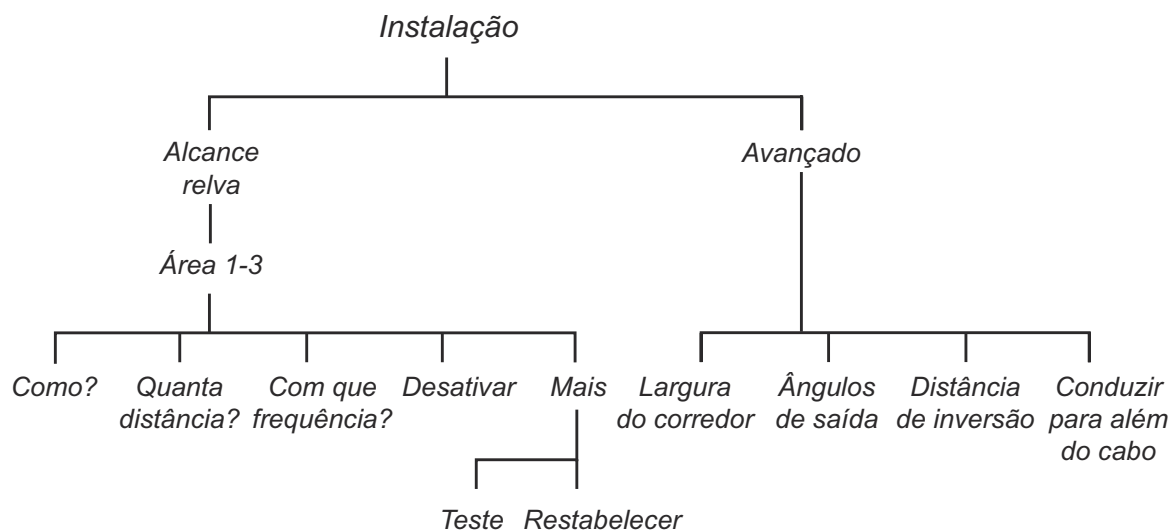 Instalação
Alcance
relva
Avançado
Área 1-3
Como?
Quanta
distância?
Com que
frequência?
Desativar
Mais
Largura
do corredor
Ângulos
de saída
Distância
de inversão
Conduzir
para além
do cabo
Teste
Restabelecer